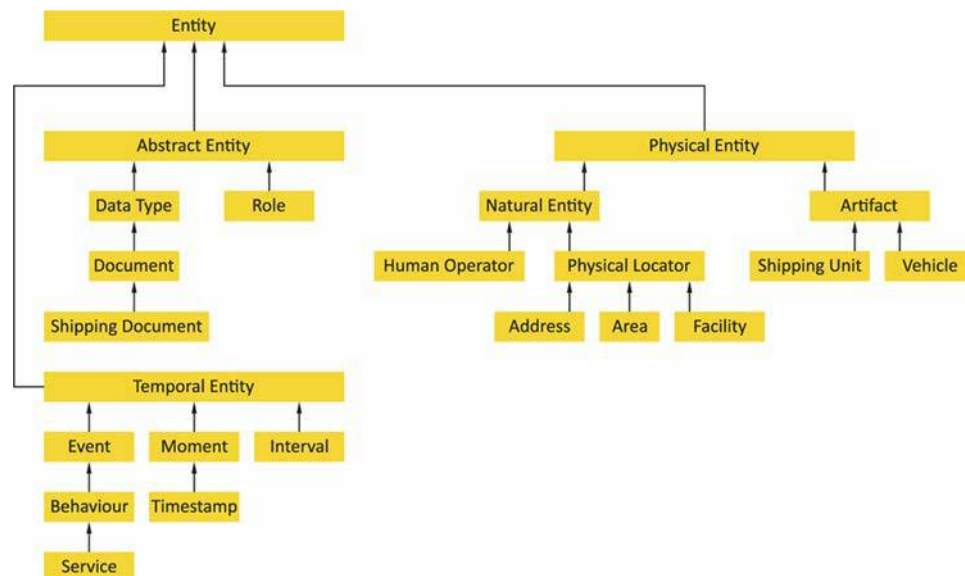 Entity
Abstract Entity
Physical Entity
Data Type
Role
Natural Entity
Artifact
Document
Human Operator
Physical Locator
Shipping Unit
Vehicle
Shipping Document
Address
Area
Facility
Temporal Entity
Event
Moment
Interval
Behaviour
Timestamp
Service